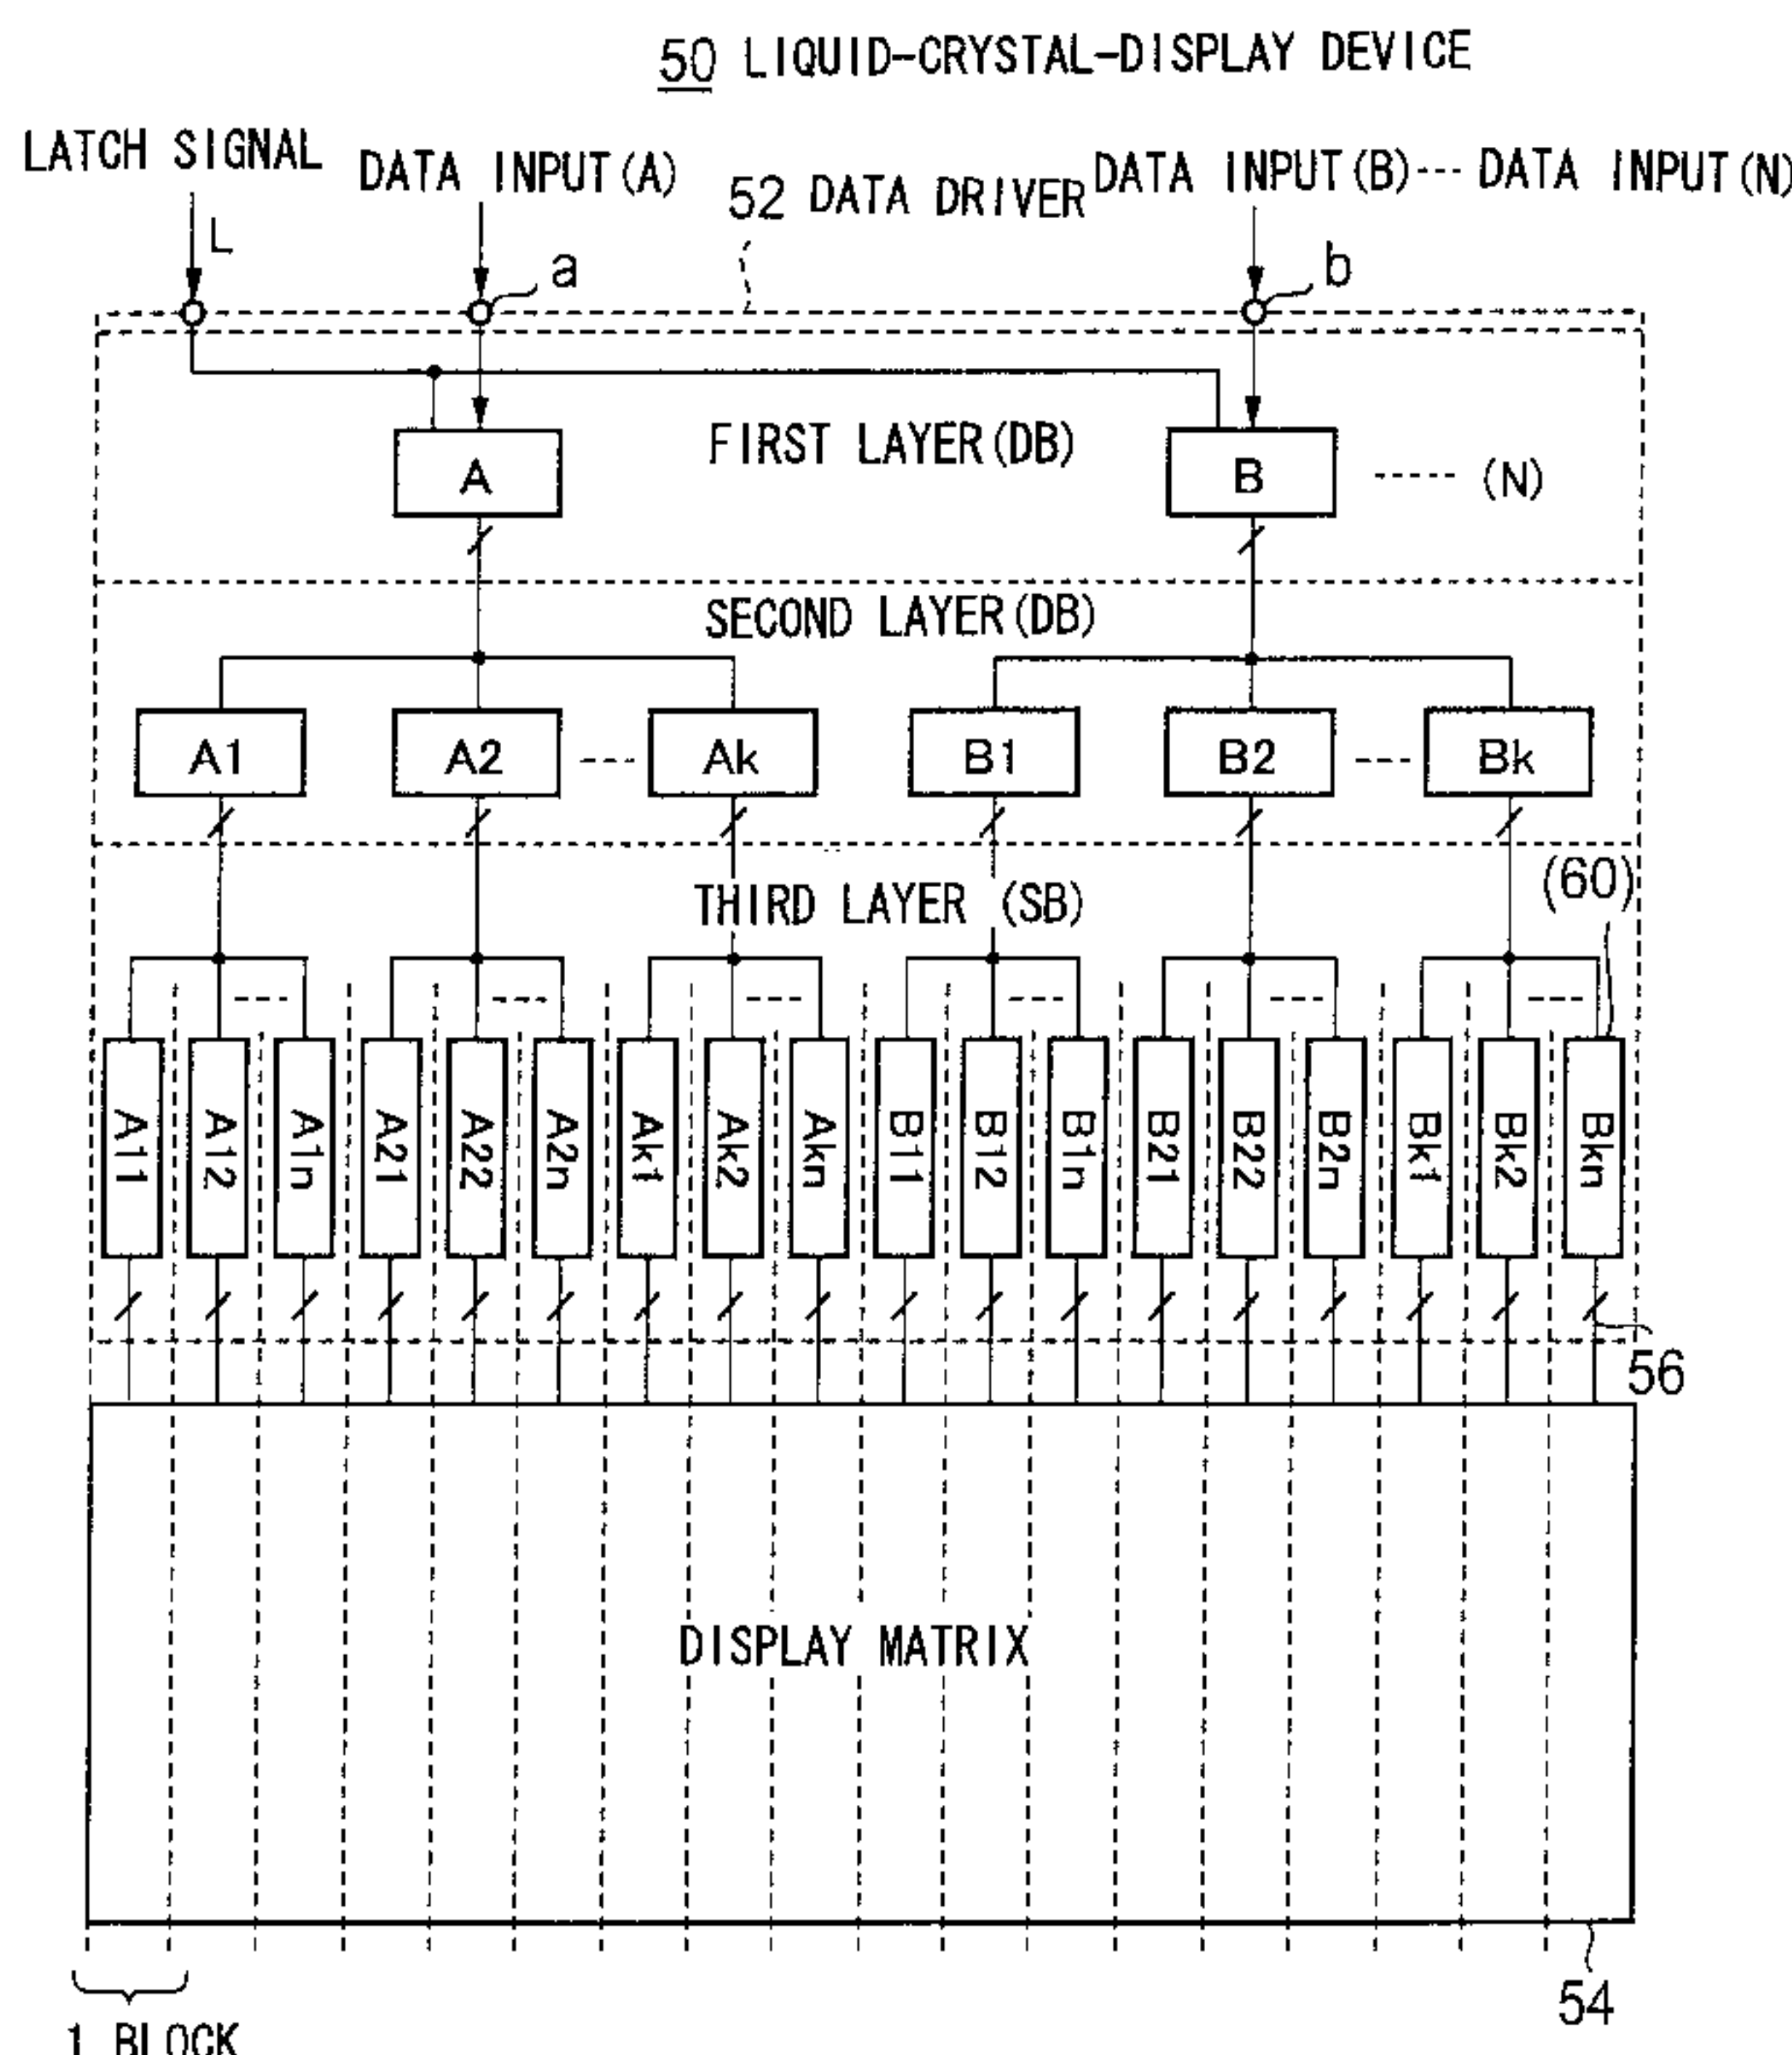 50 LIQUID-CRYSTAL-DISPLAY DEVICE
LATCH SIGNAL
DATA INPUT(A)
52 DATA DRIVER
DATA INPUT(B)--- DATA INPUT(N)
L
a
b
FIRST LAYER(DB)
A
B
----- (N)
SECOND LAYER(DB)
A1
A2
---
Ak
B1
B2
---
Bk
THIRD LAYER (SB)
(60)
--- --- --- --- --- ---
A11
A12
A1n
A21
A22
A2n
Ak1
Ak2
Akn
B11
B12
B1n
B21
B22
B2n
Bk1
Bk2
Bkn
56
DISPLAY MATRIX
54
1 BLOCK